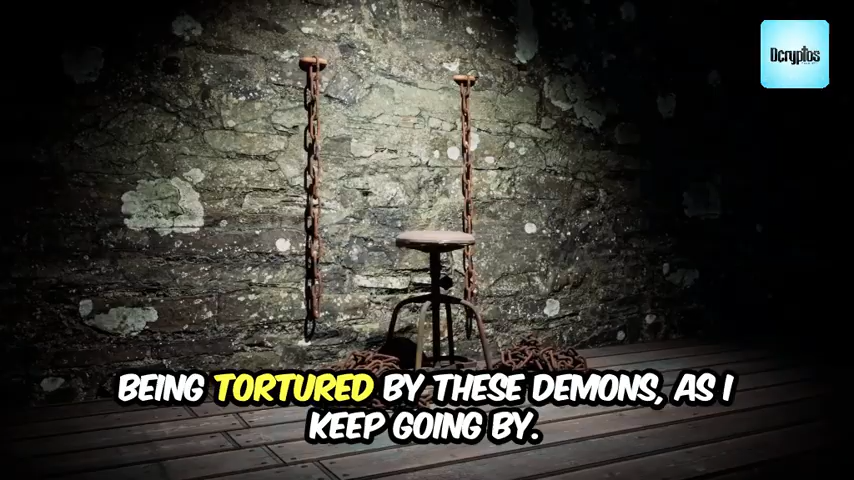 Dcryptos
BEING TORTURED BY THESE DEMONS, AS I
KEEP GOING BY.